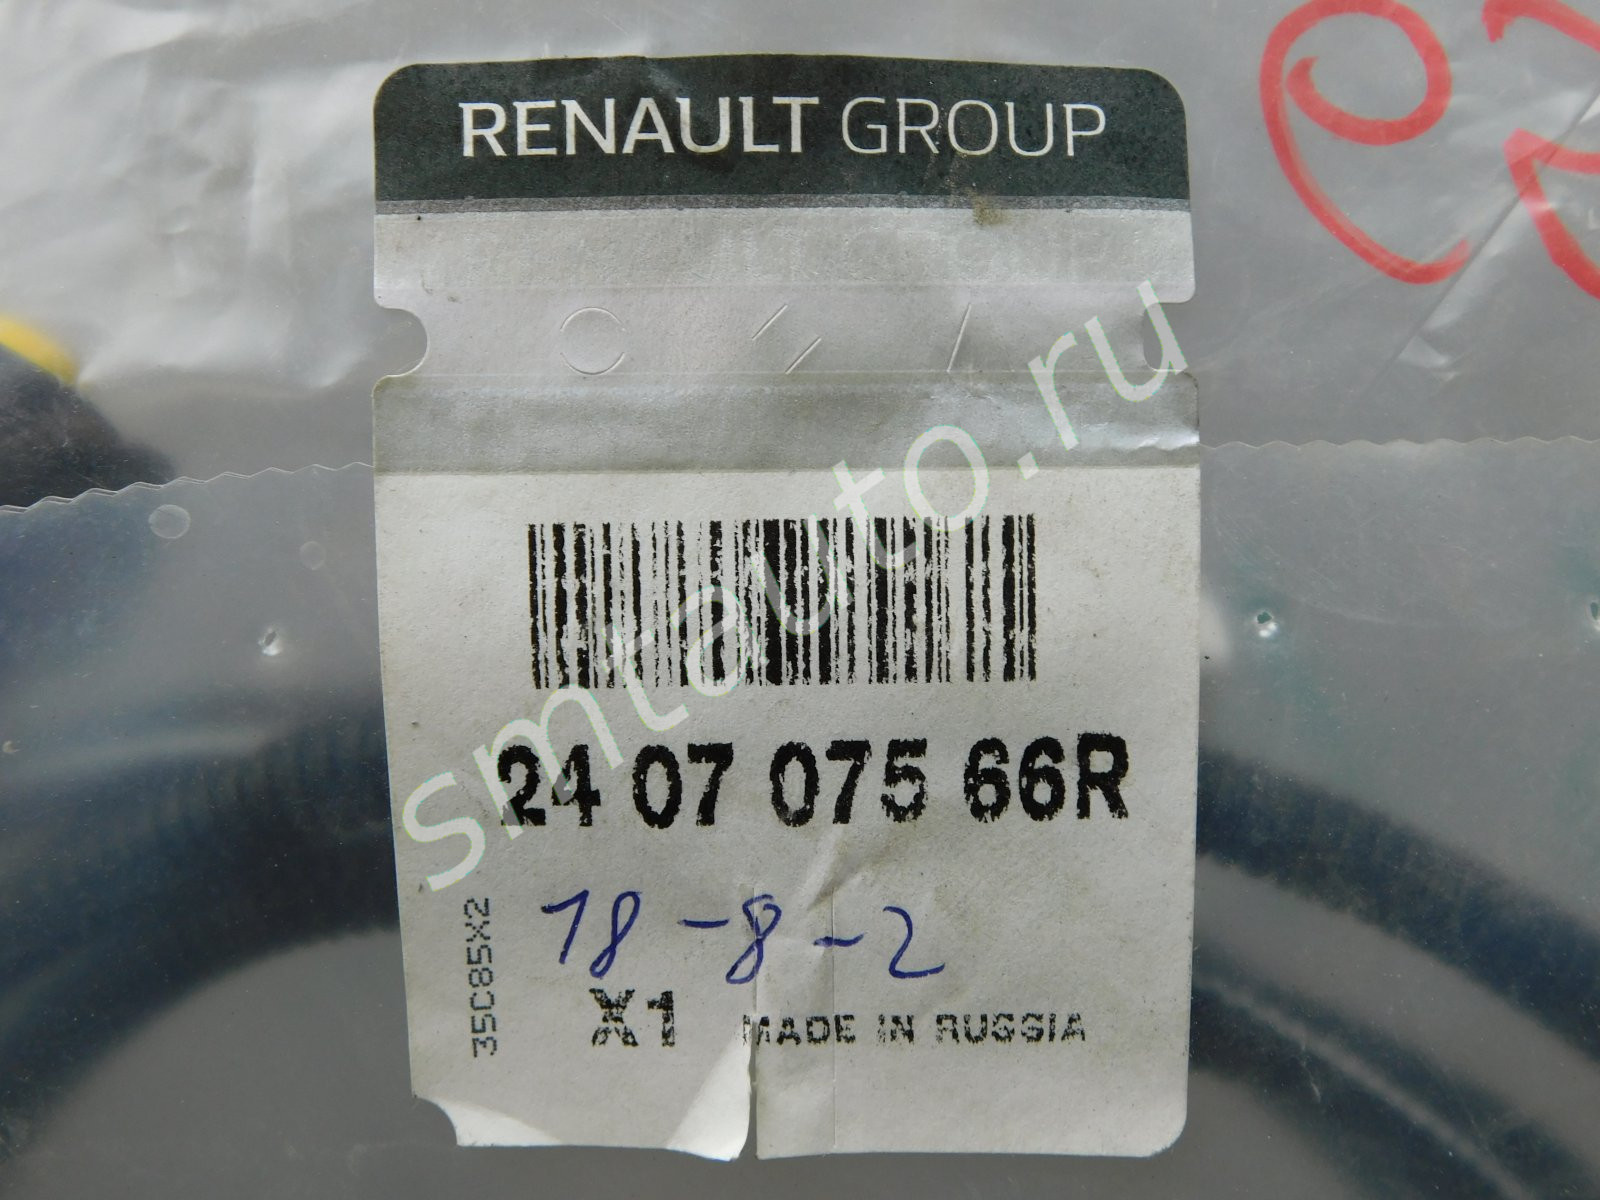 RENAULT GROUP
smtauto.ru
24 07 075 66R
18-8-2
35C85X2
X1 MADE IN RUSSIA